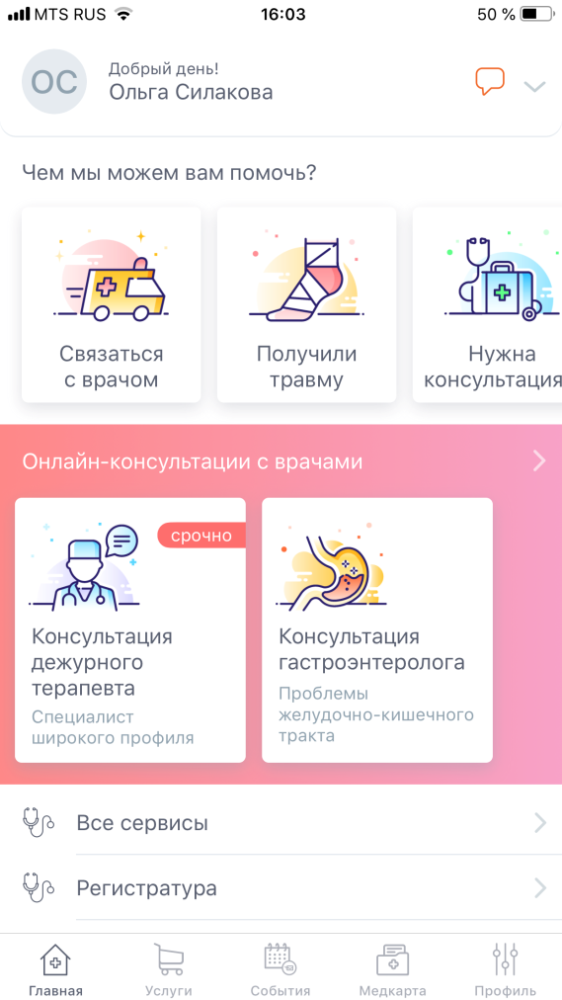 MTS RUS 16:03 50 %
ОС
Добрый день!
Ольга Силакова
Чем мы можем вам помочь?
Связаться
с врачом
Получили
травму
Нужна
консультация
Онлайн-консультации с врачами
срочно
Консультация
дежурного
терапевта
Специалист
широкого профиля
Консультация
гастроэнтеролога
Проблемы
желудочно-кишечного
тракта
Все сервисы
Регистратура
Главная
Услуги
События
Медкарта
Профиль